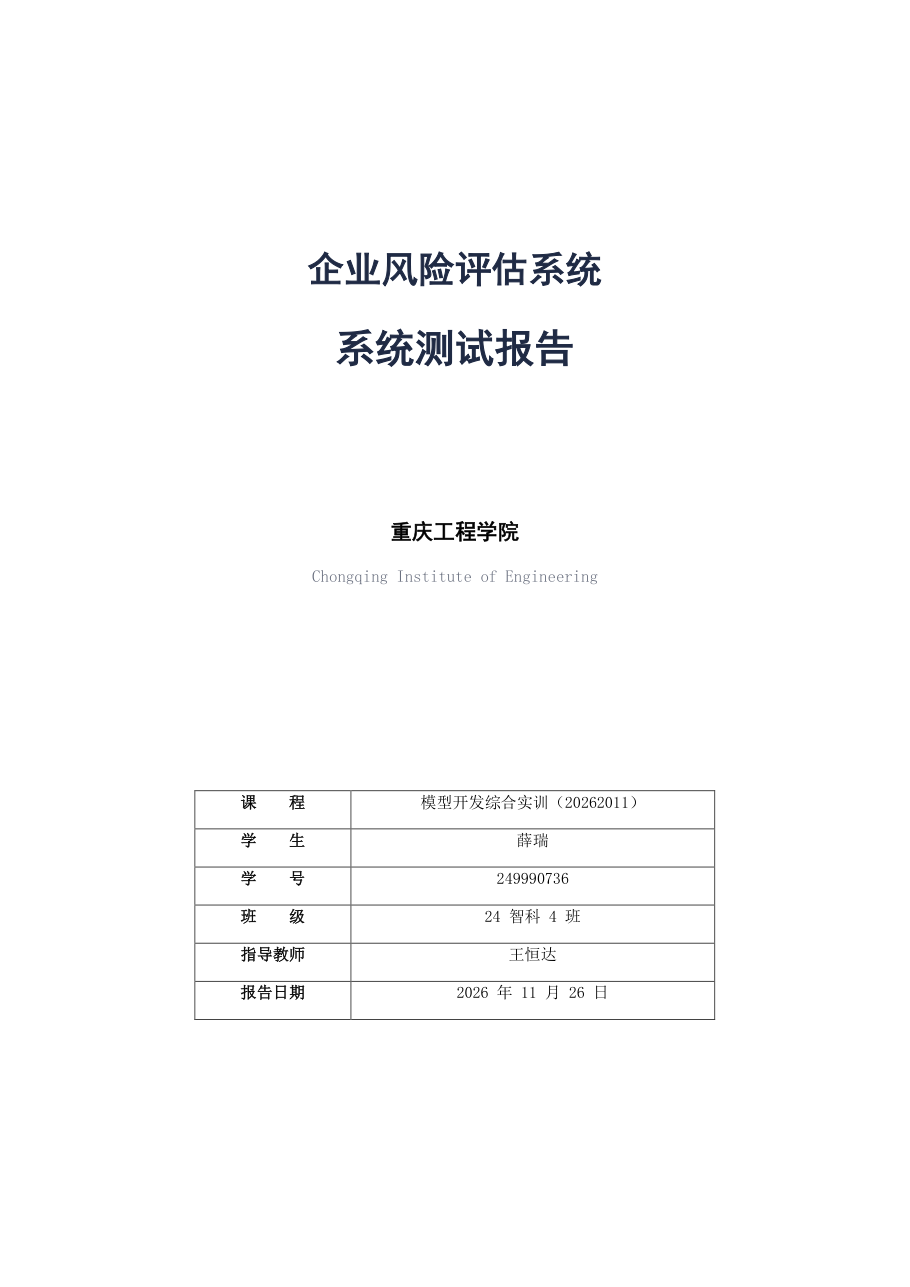 企业风险评估系统
系统测试报告
重庆工程学院
Chongqing Institute of Engineering
课 程 模型开发综合实训（20262011）
学 生 薛瑞
学 号 249990736
班 级 24 智科 4 班
指导教师 王恒达
报告日期 2026 年 11 月 26 日